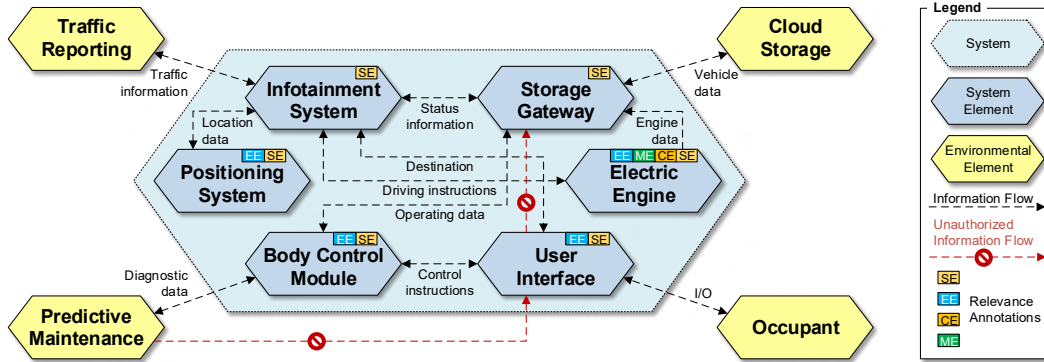 Traffic
Reporting
Cloud
Storage
Traffic
information
SE
Infotainment
System
Status
information
SE
Storage
Gateway
Vehicle
data
Location
data
Engine
data
EE SE
Positioning
System
Destination
Driving instructions
Operating data
EE ME CE SE
Electric
Engine
EE SE
Body Control
Module
Control
instructions
EE SE
User
Interface
Diagnostic
data
I/O
Predictive
Maintenance
Occupant
Legend
System
System
Element
Environmental
Element
Information Flow
Unauthorized
Information Flow
SE
EE Relevance
CE Annotations
ME